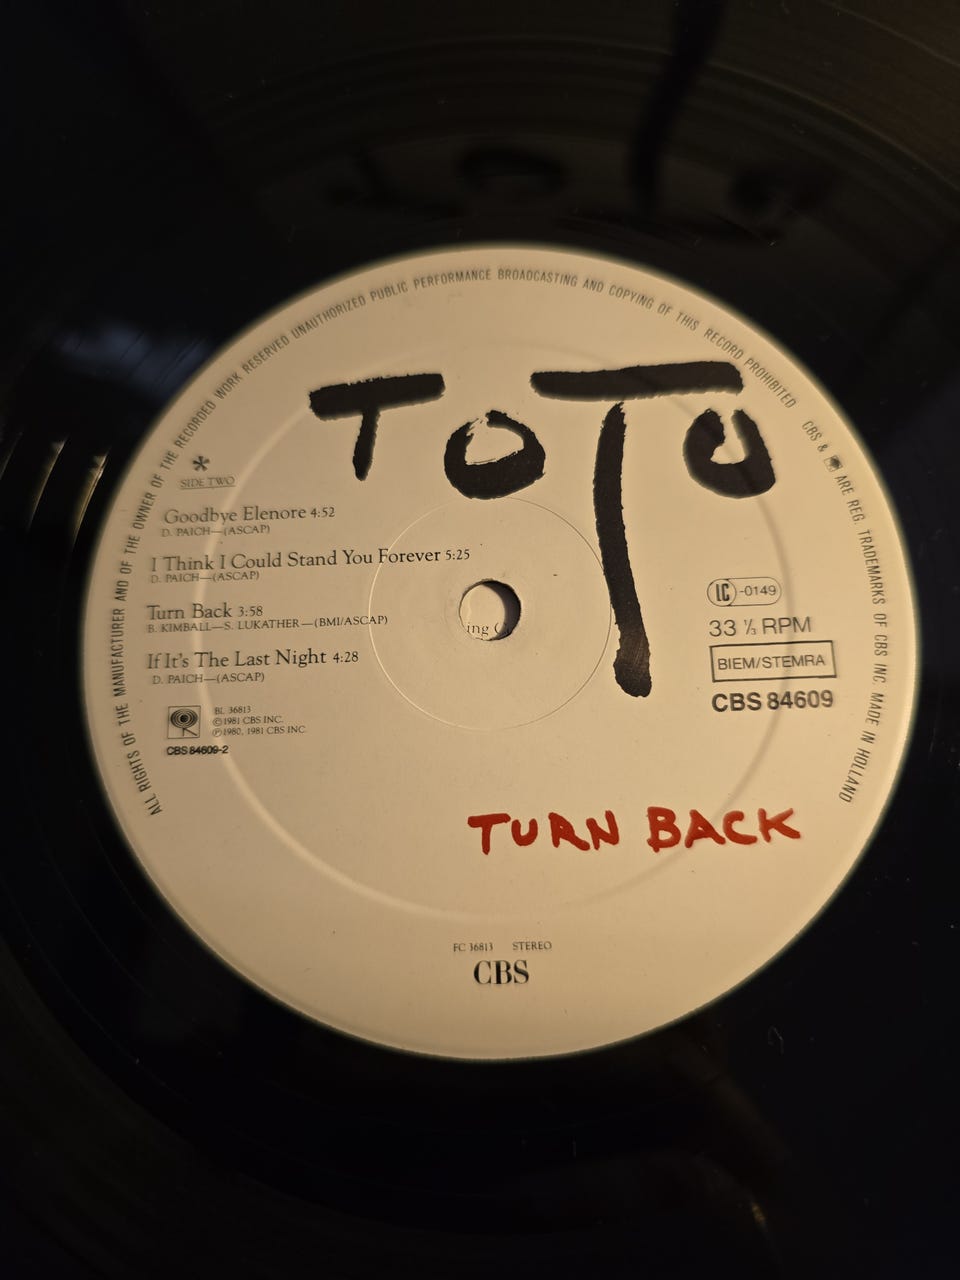 ALL RIGHTS OF THE MANUFACTURER AND OF THE OWNER OF THE RECORDED WORK RESERVED UNAUTHORIZED PUBLIC PERFORMANCE BROADCASTING AND COPYING OF THIS RECORD PROHIBITED CBS & ARE REG. TRADEMARKS OF CBS INC. MADE IN HOLLAND
TOTO
*
SIDE TWO
Goodbye Elenore 4:52
D. PAICH—(ASCAP)
I Think I Could Stand You Forever 5:25
D. PAICH—(ASCAP)
Turn Back 3:58
B. KIMBALL—S. LUKATHER—(BMI/ASCAP)
If It's The Last Night 4:28
D. PAICH—(ASCAP)
BL 36813
©1981 CBS INC.
℗1980, 1981 CBS INC.
CBS 84609-2
ing
LC -0149
33 ⅓ RPM
BIEM/STEMRA
CBS 84609
TURN BACK
FC 36813 STEREO
CBS